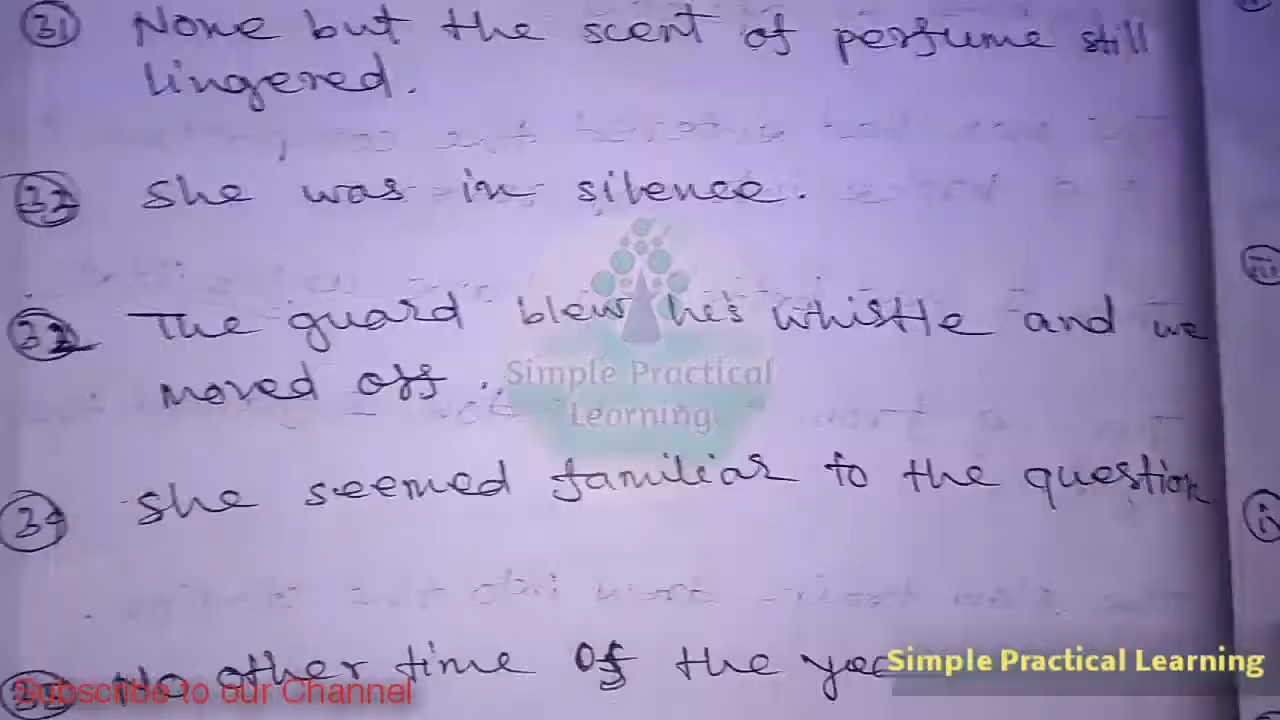 31 None but the scent of perfume still
lingered.
32 She was in silence.
The guard blew his whistle and we
moved off.
34 She seemed familiar to the question
No other time of the
Simple Practical
Learning
Simple Practical Learning
Subscribe to our Channel